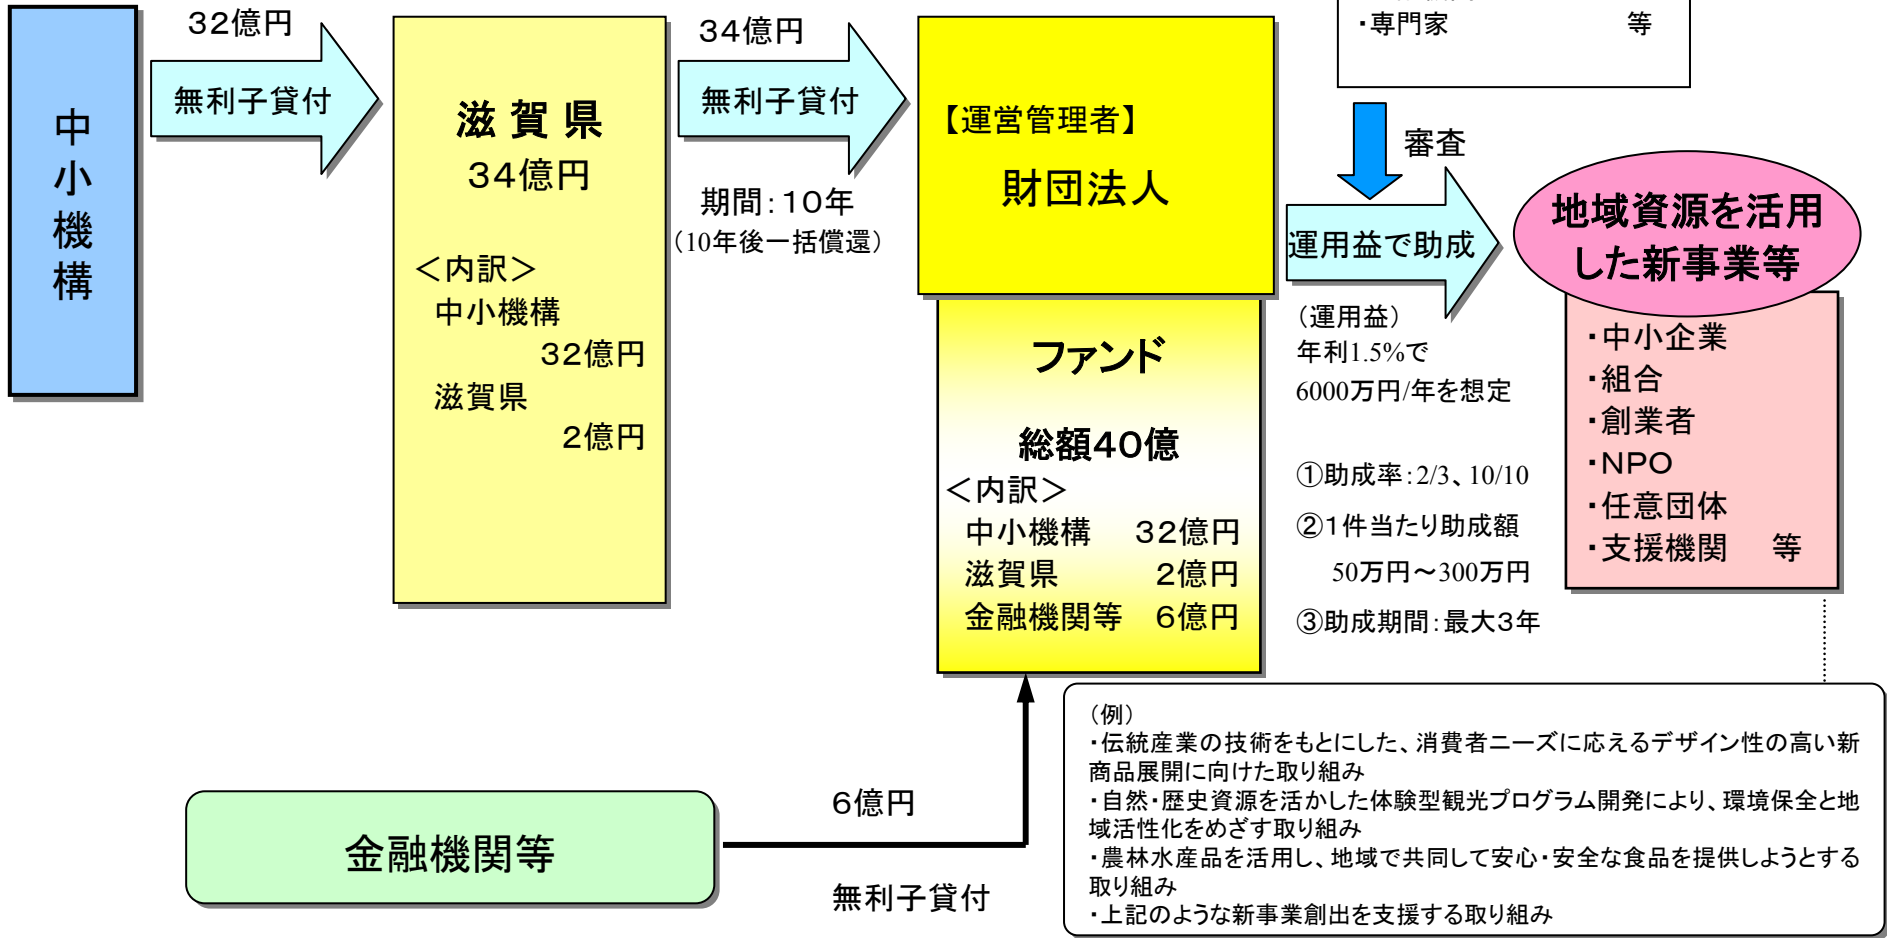 中小機構
32億円
無利子貸付
滋賀県
34億円
＜内訳＞
中小機構
32億円
滋賀県
2億円
34億円
無利子貸付
期間：10年
（10年後一括償還）
【運営管理者】
財団法人
ファンド
総額40億
＜内訳＞
中小機構 32億円
滋賀県 2億円
金融機関等 6億円
・専門家 等
審査
運用益で助成
（運用益）
年利1.5%で
6000万円/年を想定
①助成率：2/3、10/10
②1件当たり助成額
50万円～300万円
③助成期間：最大3年
地域資源を活用
した新事業等
・中小企業
・組合
・創業者
・NPO
・任意団体
・支援機関 等
金融機関等
6億円
無利子貸付
（例）
・伝統産業の技術をもとにした、消費者ニーズに応えるデザイン性の高い新
商品展開に向けた取り組み
・自然・歴史資源を活かした体験型観光プログラム開発により、環境保全と地
域活性化をめざす取り組み
・農林水産品を活用し、地域で共同して安心・安全な食品を提供しようとする
取り組み
・上記のような新事業創出を支援する取り組み